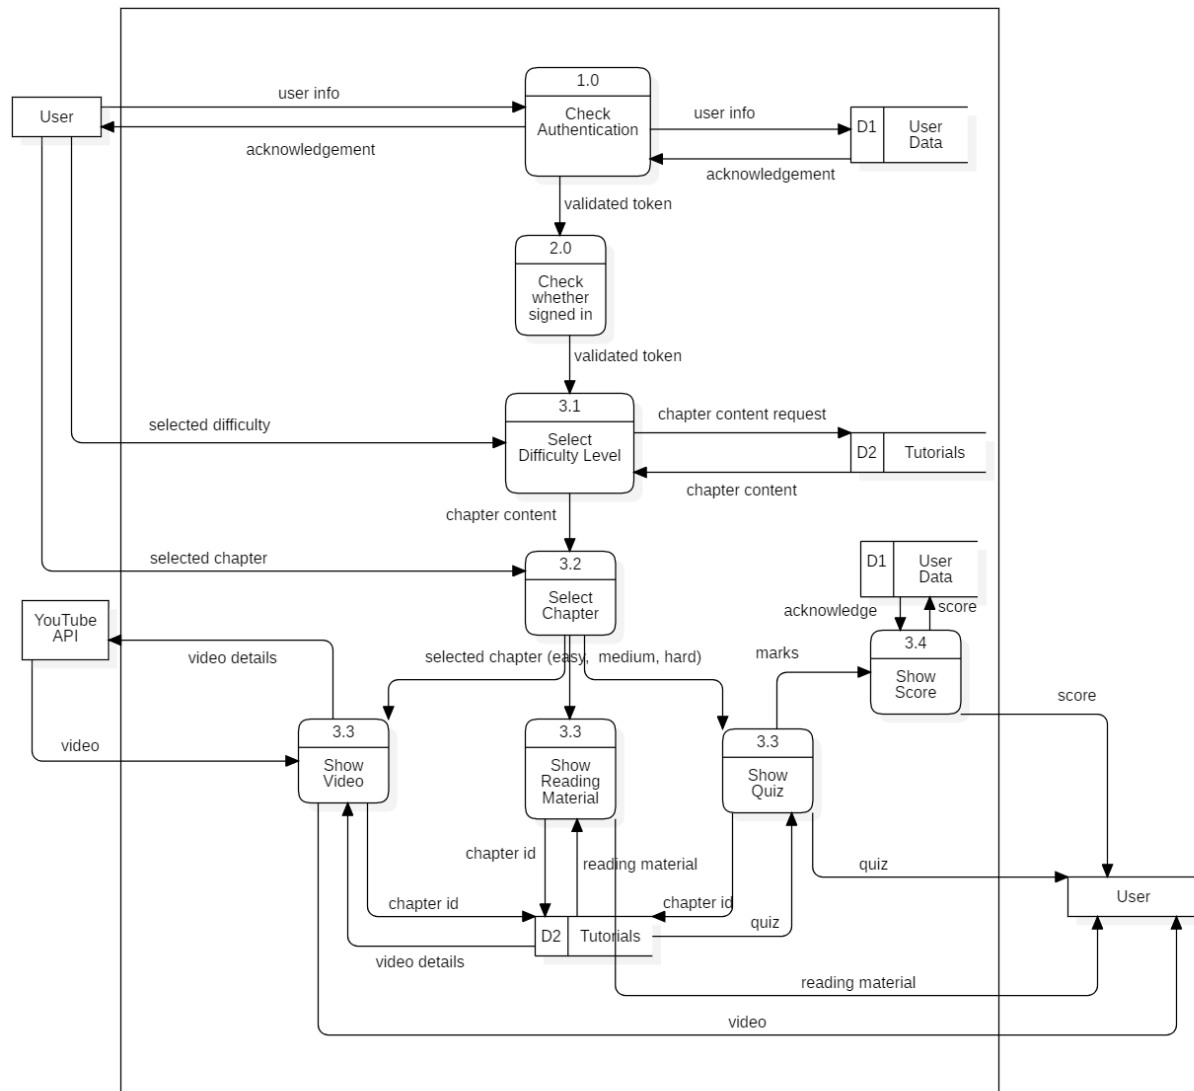 1.0
user info
User
Check
Authentication
user info
D1
User
Data
acknowledgement
acknowledgement
validated token
2.0
Check
whether
signed in
validated token
3.1
selected difficulty
Select
Difficulty Level
chapter content request
D2
Tutorials
chapter content
chapter content
selected chapter
3.2
Select
Chapter
D1
User
Data
acknowledge
score
YouTube
API
video details
selected chapter (easy, medium, hard)
marks
3.4
Show
Score
score
3.3
Show
Video
3.3
Show
Reading
Material
3.3
Show
Quiz
video
chapter id
reading material
quiz
User
chapter id
chapter id
D2
Tutorials
quiz
video details
reading material
video